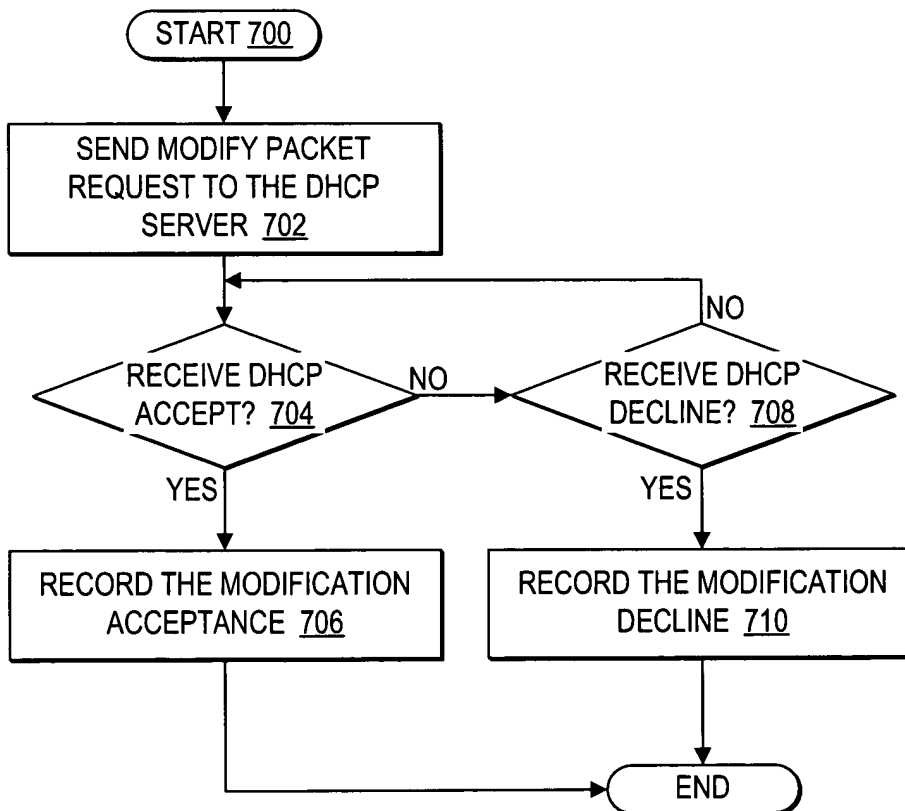 START 700
SEND MODIFY PACKET
REQUEST TO THE DHCP
SERVER 702
NO
RECEIVE DHCP
ACCEPT? 704
NO
RECEIVE DHCP
DECLINE? 708
YES
YES
RECORD THE MODIFICATION
ACCEPTANCE 706
RECORD THE MODIFICATION
DECLINE 710
END